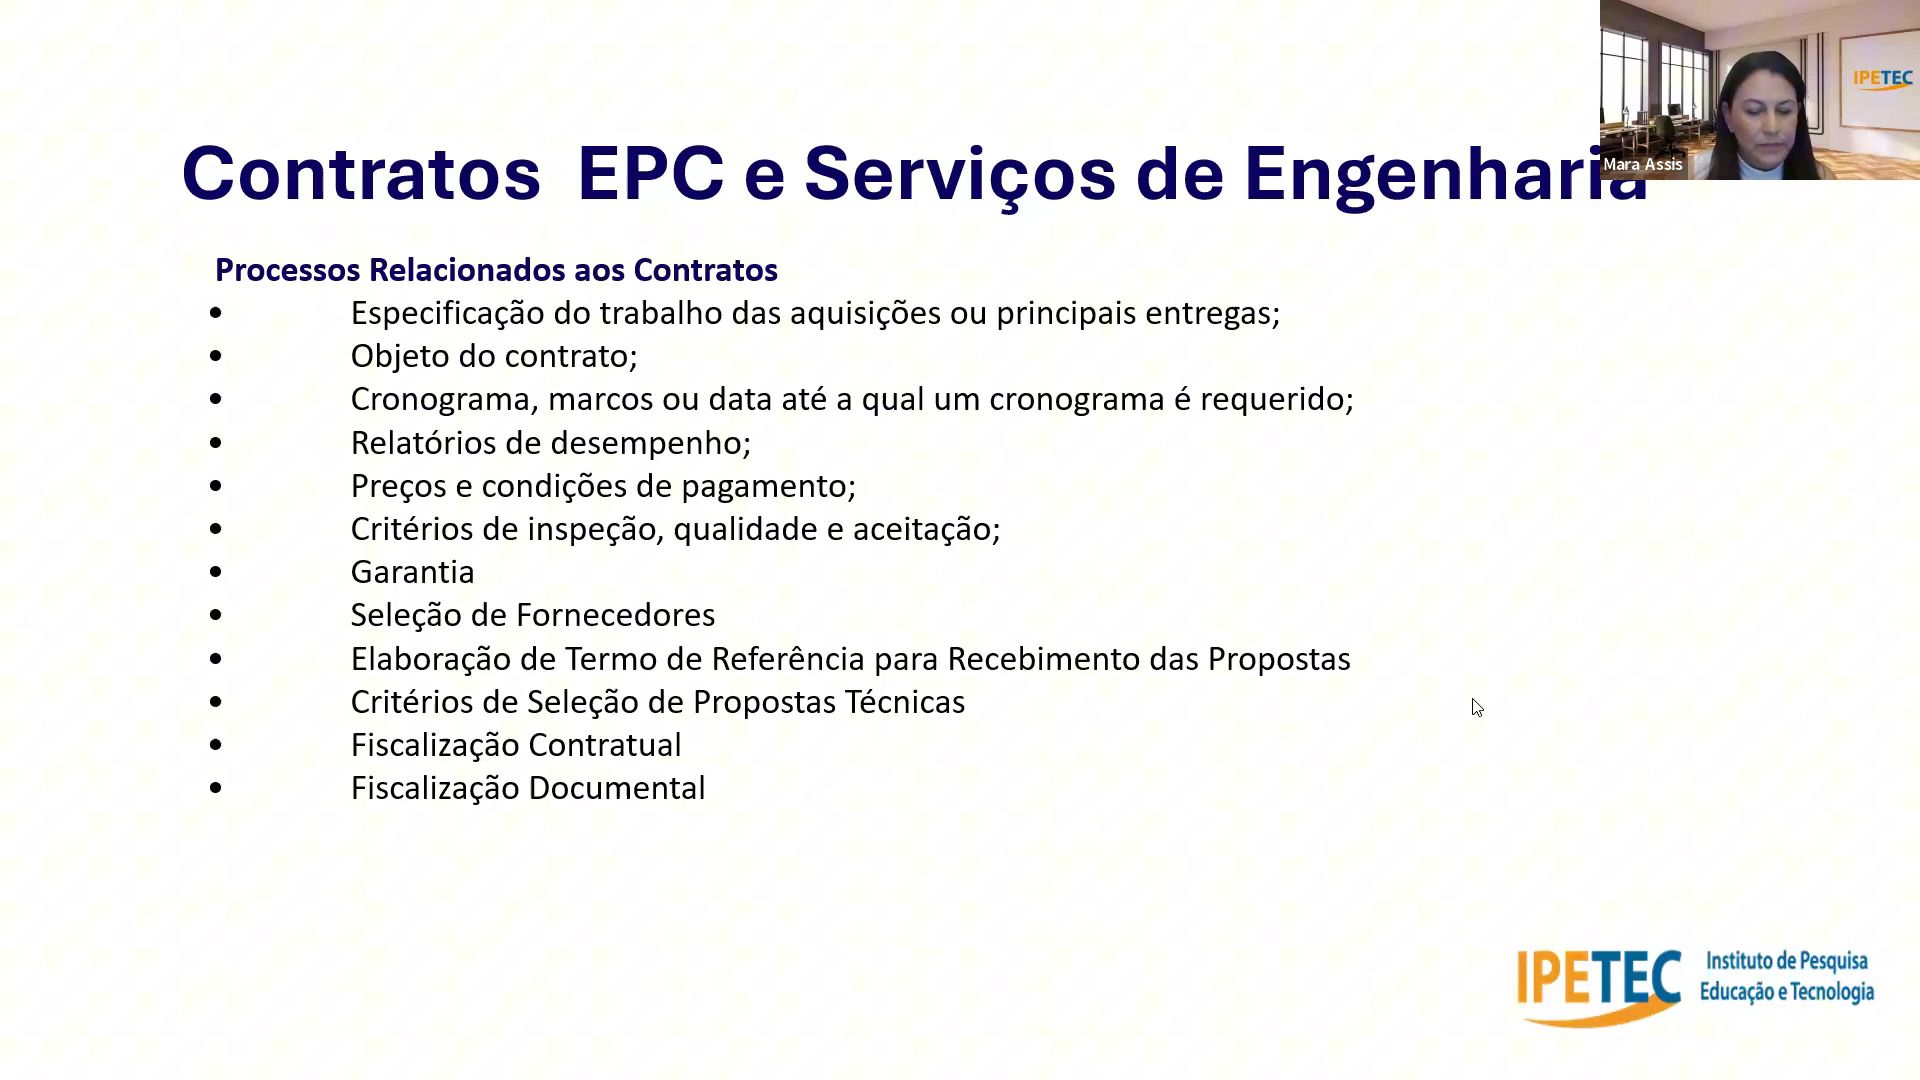 IPETEC
Mara Assis
Contratos EPC e Serviços de Engenharia
Processos Relacionados aos Contratos
• Especificação do trabalho das aquisições ou principais entregas;
• Objeto do contrato;
• Cronograma, marcos ou data até a qual um cronograma é requerido;
• Relatórios de desempenho;
• Preços e condições de pagamento;
• Critérios de inspeção, qualidade e aceitação;
• Garantia
• Seleção de Fornecedores
• Elaboração de Termo de Referência para Recebimento das Propostas
• Critérios de Seleção de Propostas Técnicas
• Fiscalização Contratual
• Fiscalização Documental
IPETEC
Instituto de Pesquisa
Educação e Tecnologia